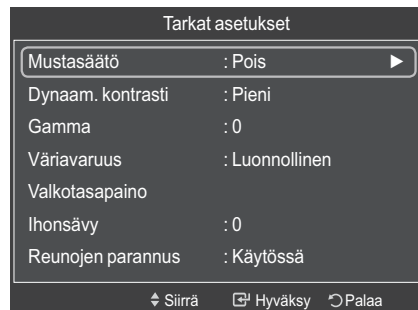 Tarkat asetukset
Mustasäätö : Pois ►
Dynaam. kontrasti : Pieni
Gamma : 0
Väriavaruus : Luonnollinen
Valkotasapaino
Ihonsävy : 0
Reunojen parannus : Käytössä
Siirrä Hyväksy Palaa